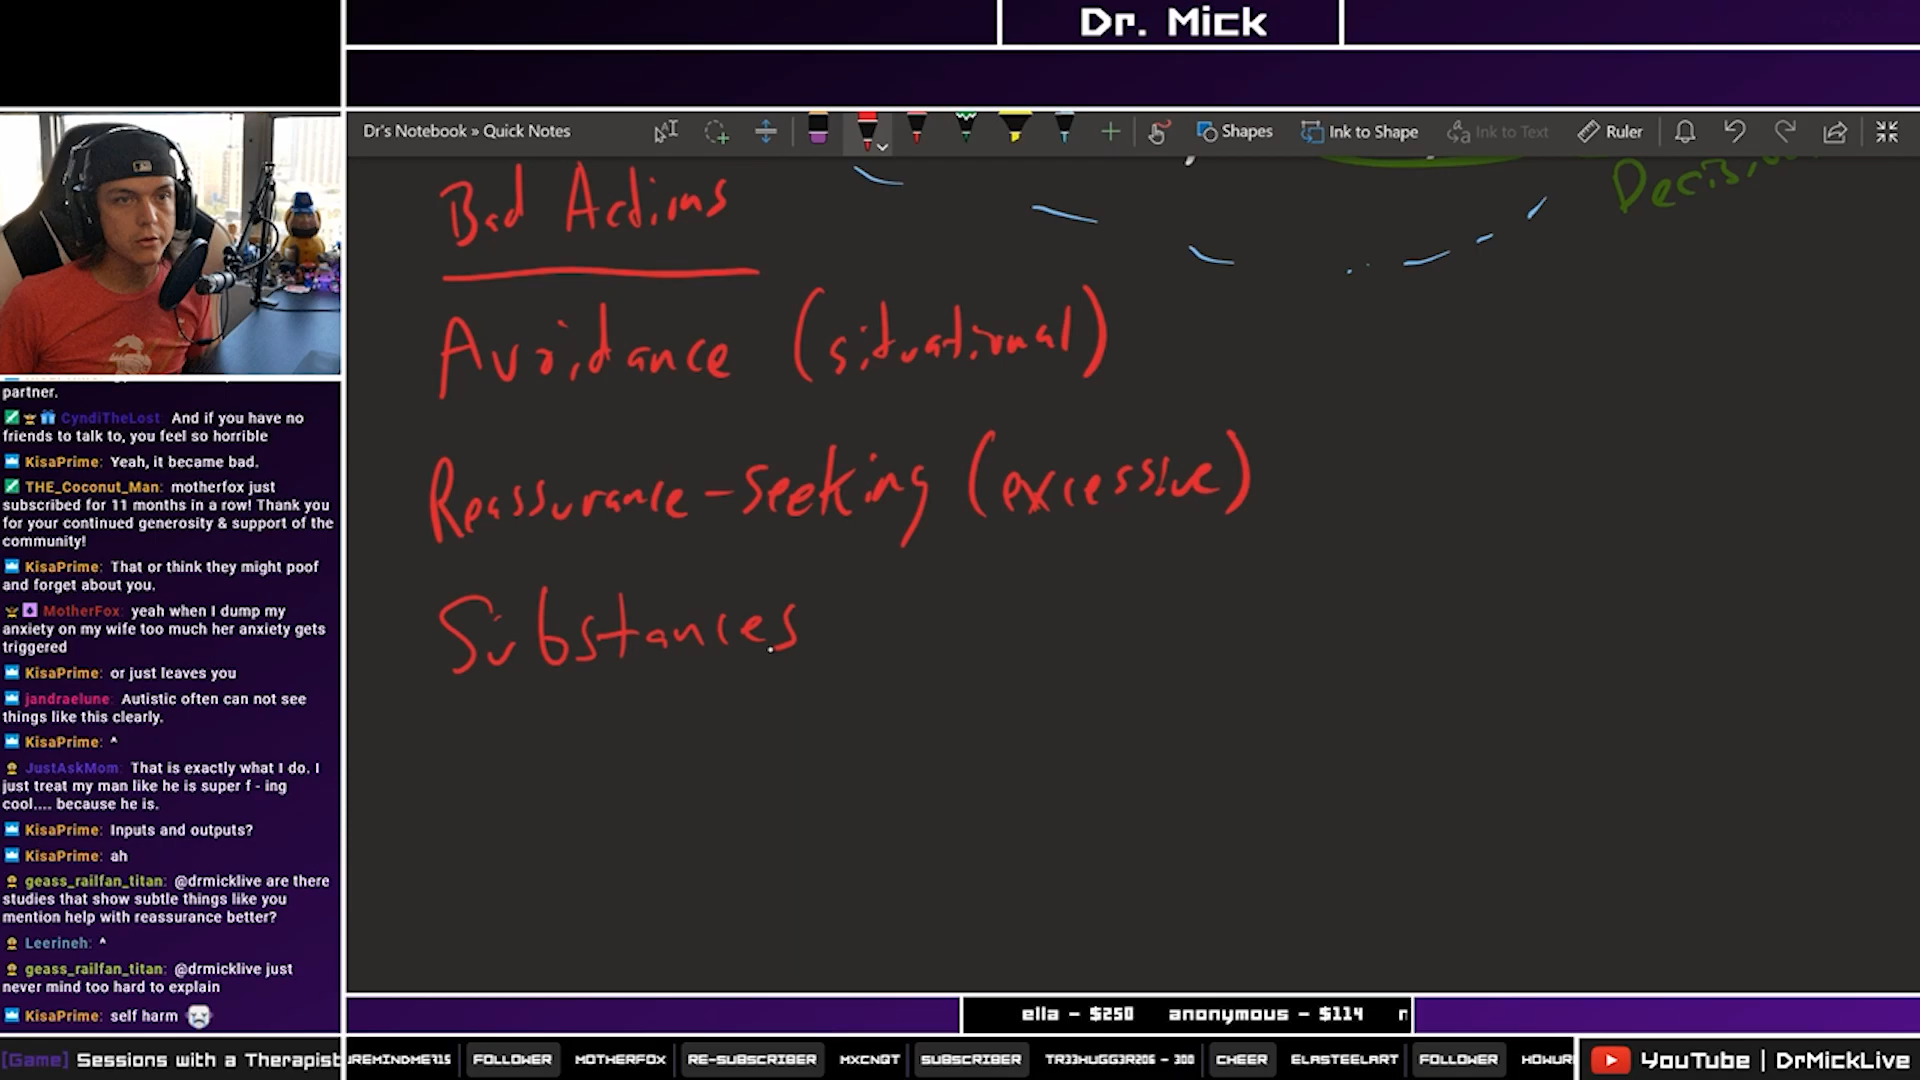 Dr. Mick
Dr's Notebook » Quick Notes
Shapes
Ink to Shape
Ink to Text
Ruler
Bad Actions
Avoidance (situational)
Reassurance-Seeking (excessive)
Substances
partner.
CyndiTheLost: And if you have no
friends to talk to, you feel so horrible
KisaPrime: Yeah, it became bad.
THE_Coconut_Man: motherfox just
subscribed for 11 months in a row! Thank you
for your continued generosity & support of the
community!
KisaPrime: That or think they might poof
and forget about you.
MotherFox: yeah when I dump my
anxiety on my wife too much her anxiety gets
triggered
KisaPrime: or just leaves you
jandraelune: Autistic often can not see
things like this clearly.
KisaPrime: ^
JustAskMom: That is exactly what I do. I
just treat my man like he is super f - ing
cool.... because he is.
KisaPrime: Inputs and outputs?
KisaPrime: ah
geass_railfan_titan: @drmicklive are there
studies that show subtle things like you
mention help with reassurance better?
Leerineh: ^
geass_railfan_titan: @drmicklive just
never mind too hard to explain
KisaPrime: self harm
ella - $250 anonymous - $114
[Game] Sessions with a Therapist
FOLLOWER MOTHERFOX RE-SUBSCRIBER MXCNQT SUBSCRIBER TR33HUGG3R206 - 300 CHEER ELASTEELART FOLLOWER
YouTube | DrMickLive